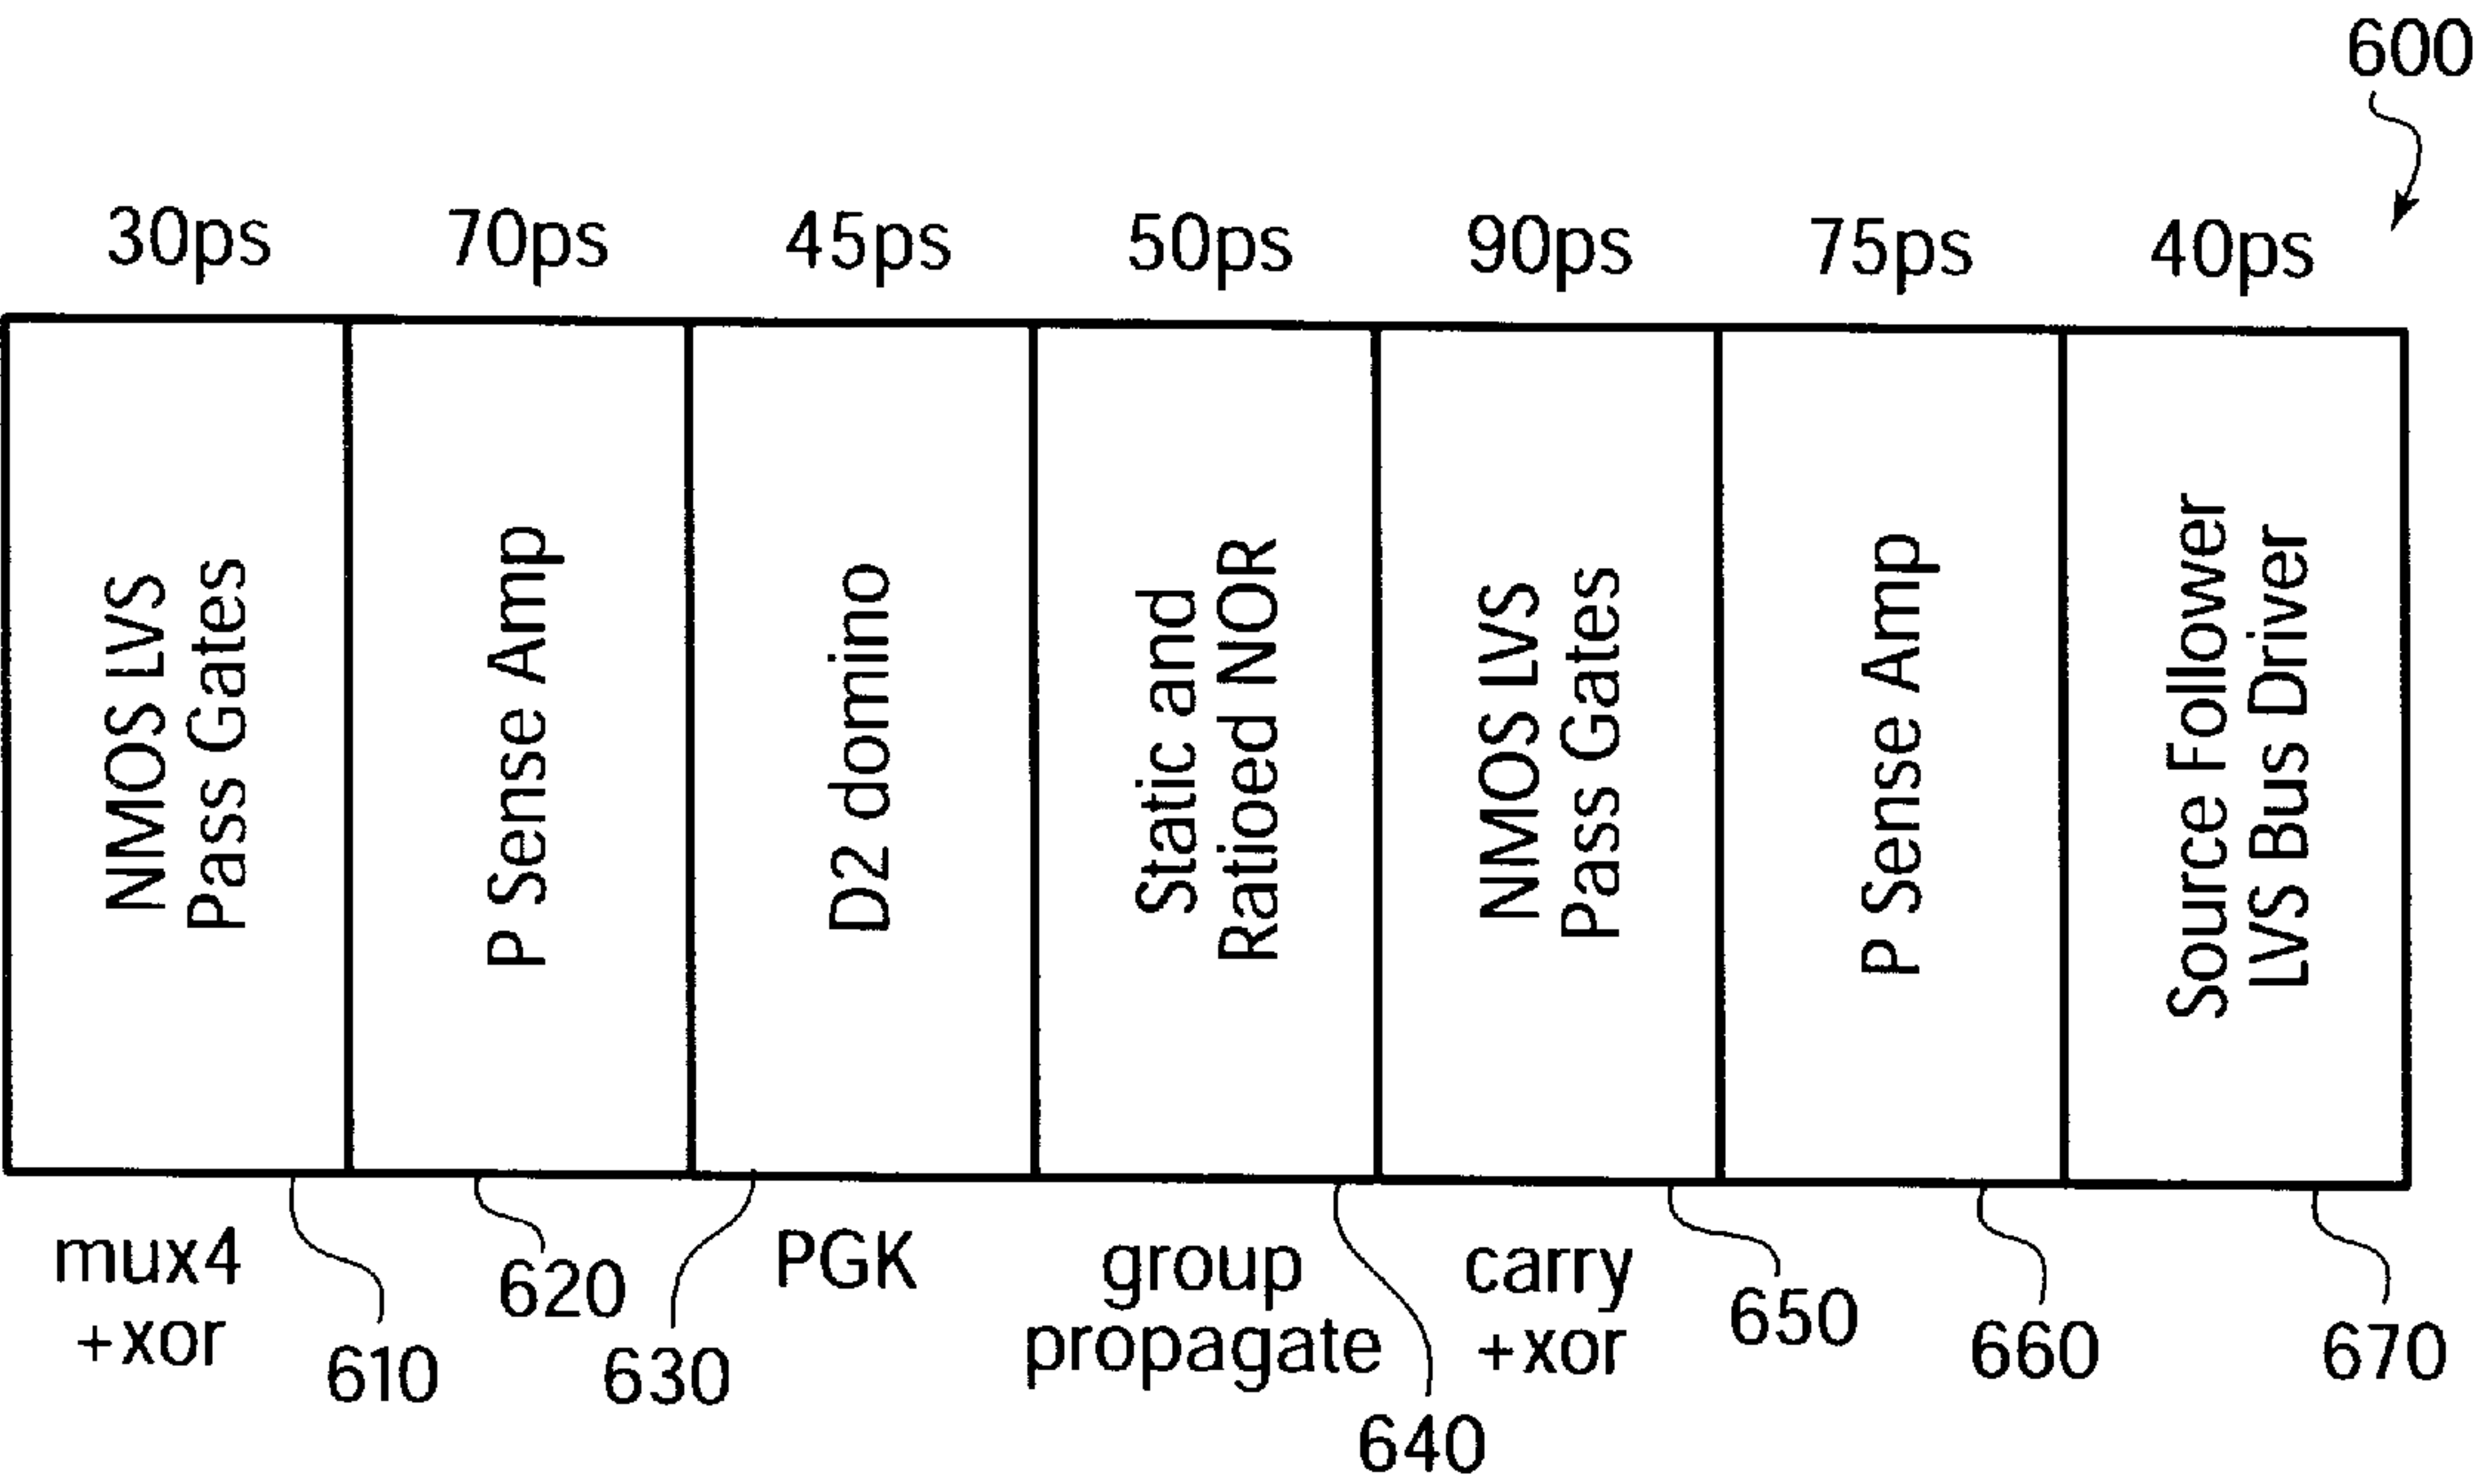 600
30ps
70ps
45ps
50ps
90ps
75ps
40ps
NMOS LVS
Pass Gates
P Sense Amp
D2 domino
Static and
Ratioed NOR
NMOS LVS
Pass Gates
P Sense Amp
Source Follower
LVS Bus Driver
mux4
+xor
610
620
630
PGK
group
propagate
640
carry
+xor
650
660
670